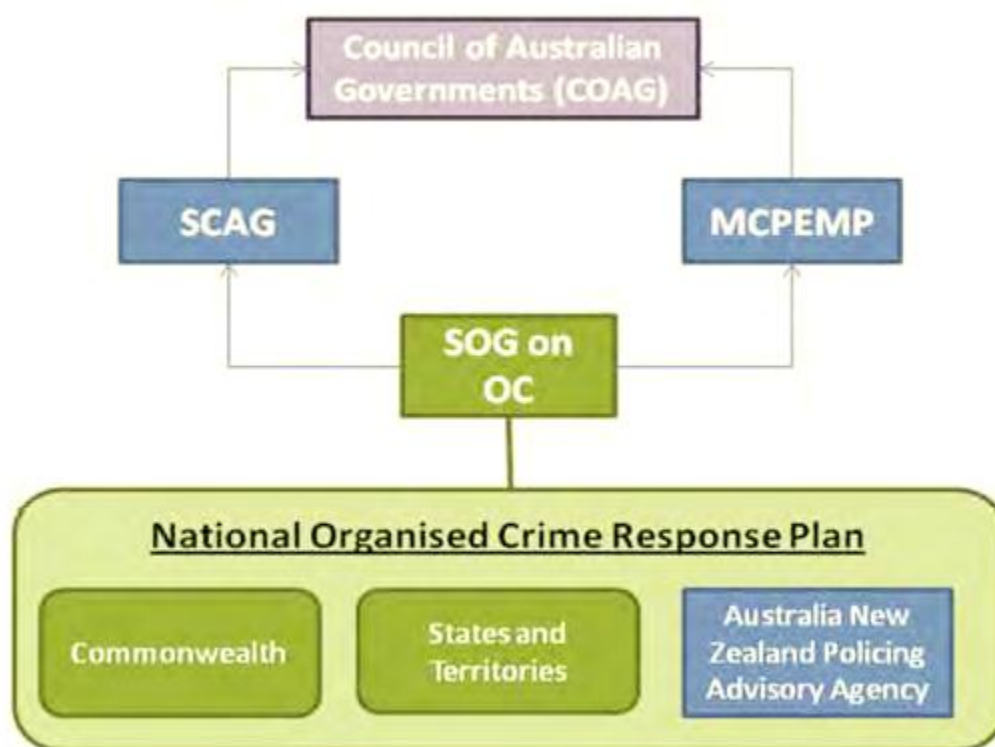 Council of Australian
Governments (COAG)
SCAG
MCPEMP
SOG on
OC
National Organised Crime Response Plan
Commonwealth
States and
Territories
Australia New
Zealand Policing
Advisory Agency